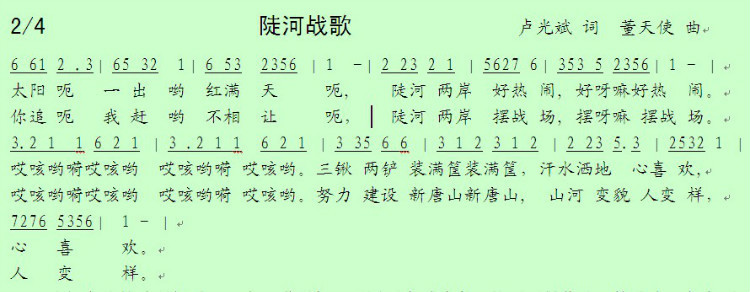 2/4 陡河战歌 卢光斌 词 董天使 曲
6 61 2 .3| 65 32 1| 6 53 2356 |1 -| 2 23 2 1 | 5627 6| 353 5 2356|1 - |
太阳 呃 一 出 哟 红满 天 呃, 陡河 两岸 好热 闹, 好呀嘛好热 闹。
你追 呃 我 赶 哟 不相 让 呃, 陡河 两岸 摆战 场, 摆呀嘛 摆战 场。
3.2 1 1 6 2 1 | 3 .2 1 1 6 2 1 | 3 35 6 6 | 3 1 2 3 1 2 | 2 23 5.3 | 2532 1 |
哎咳哟嗬哎咳哟 哎咳哟嗬 哎咳哟。三锹 两铲 装满筐装满筐, 汗水洒地 心喜 欢,
哎咳哟嗬哎咳哟 哎咳哟嗬 哎咳哟。努力 建设 新唐山新唐山, 山河 变貌 人变 样,
7276 5356 | 1 - |
心 喜 欢。
人 变 样。